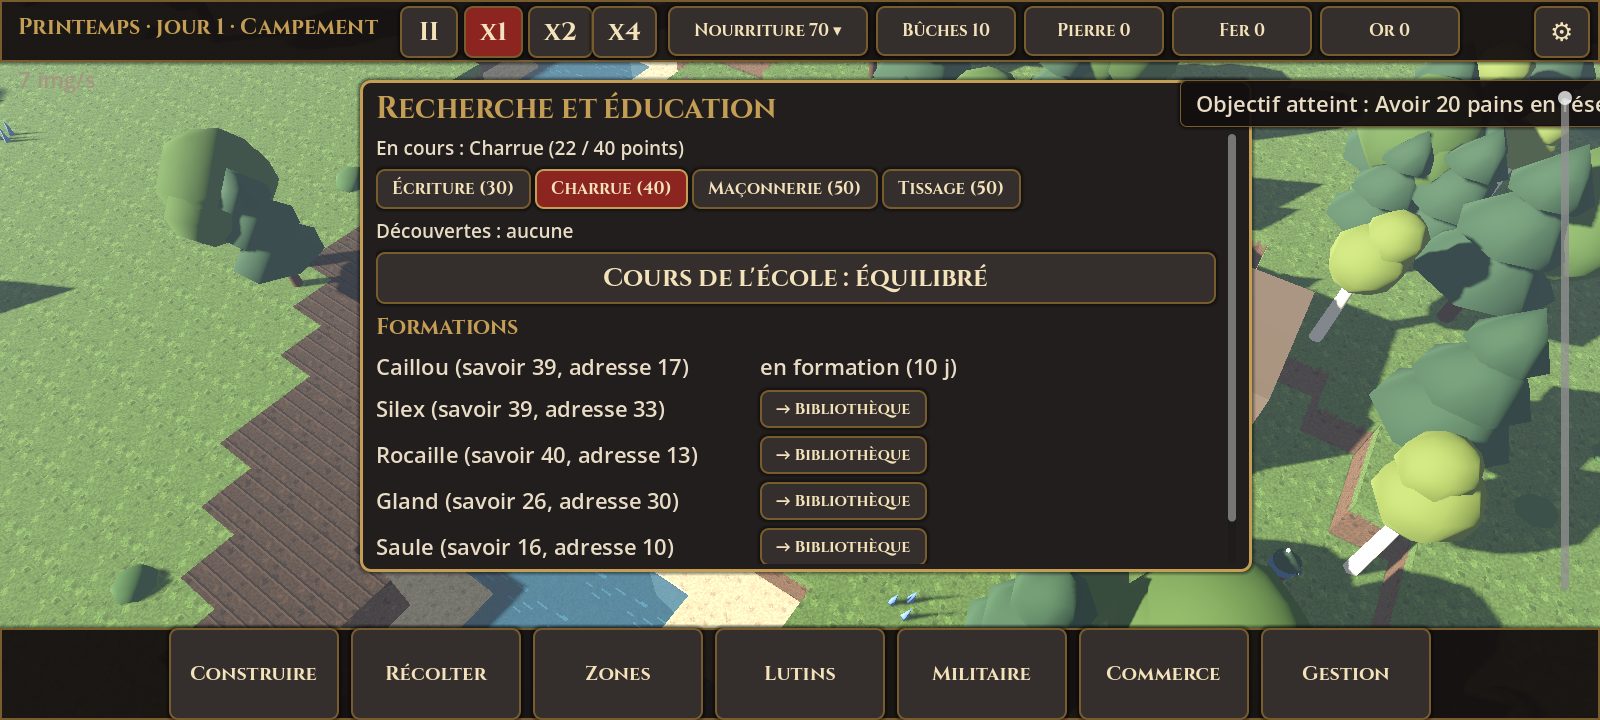 Printemps · jour 1 · Campement
II
x1
x2
x4
Nourriture 70 ▾
Bûches 10
Pierre 0
Fer 0
Or 0
7 img/s
Recherche et éducation
Objectif atteint : Avoir 20 pains en rése
En cours : Charrue (22 / 40 points)
Écriture (30)
Charrue (40)
Maçonnerie (50)
Tissage (50)
Découvertes : aucune
Cours de l'école : équilibré
Formations
Caillou (savoir 39, adresse 17) en formation (10 j)
Silex (savoir 39, adresse 33) → Bibliothèque
Rocaille (savoir 40, adresse 13) → Bibliothèque
Gland (savoir 26, adresse 30) → Bibliothèque
Saule (savoir 16, adresse 10) → Bibliothèque
Construire
Récolter
Zones
Lutins
Militaire
Commerce
Gestion